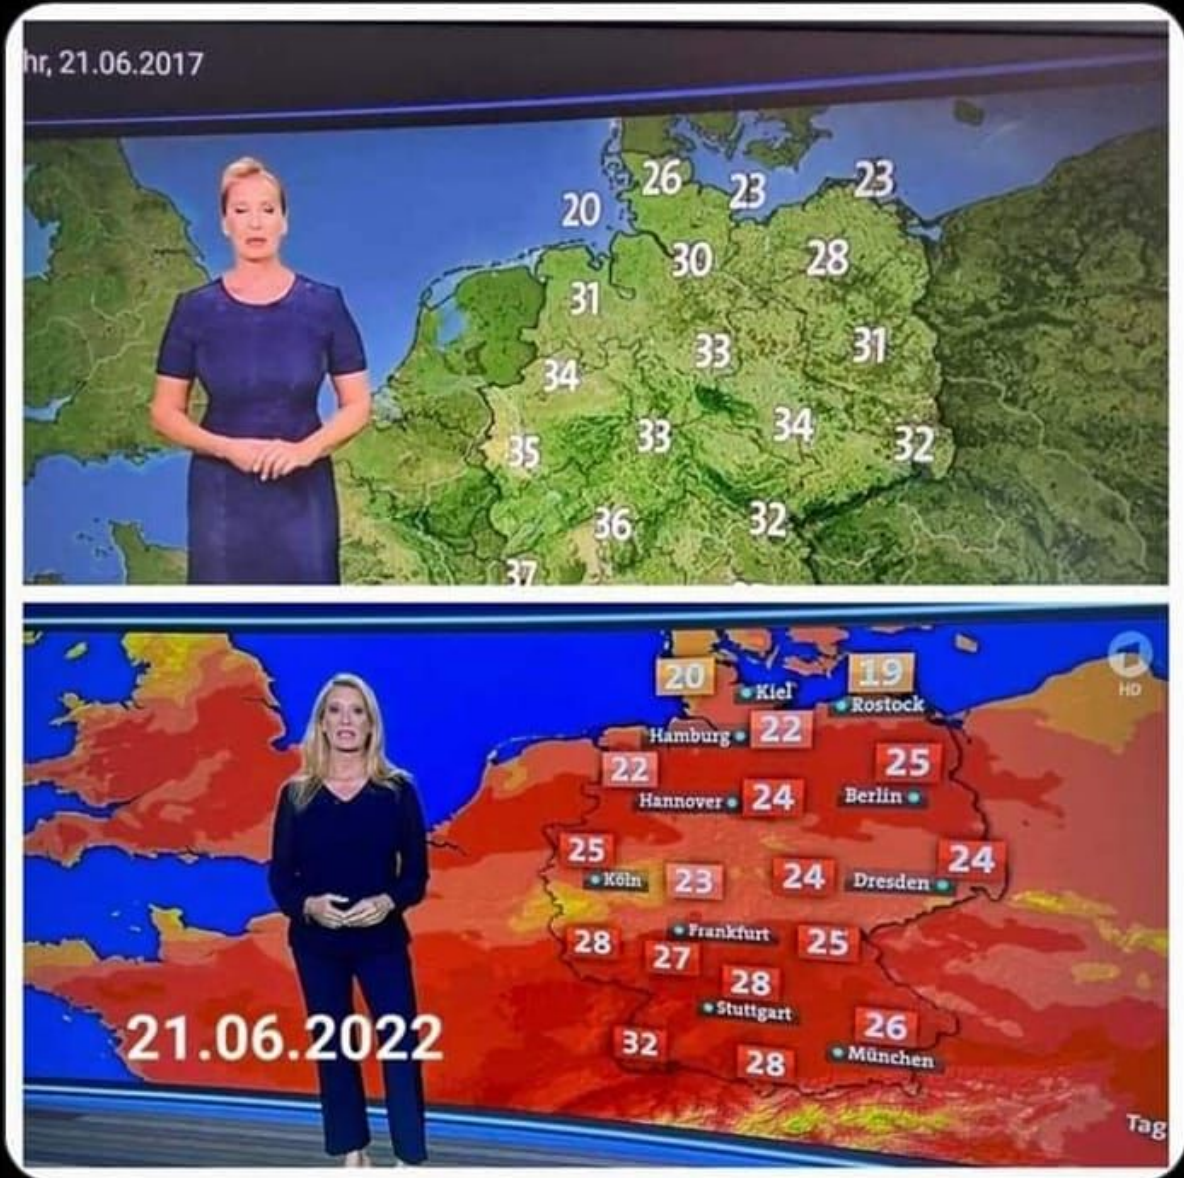 hr, 21.06.2017
26
23
23
20
30
28
31
33
31
34
35
33
34
32
36
32
37
HD
20
Kiel
19
Rostock
Hamburg
22
22
25
Hannover
24
Berlin
25
24
Köln
23
24
Dresden
Frankfurt
28
27
25
28
Stuttgart
21.06.2022
26
32
München
28
Tag